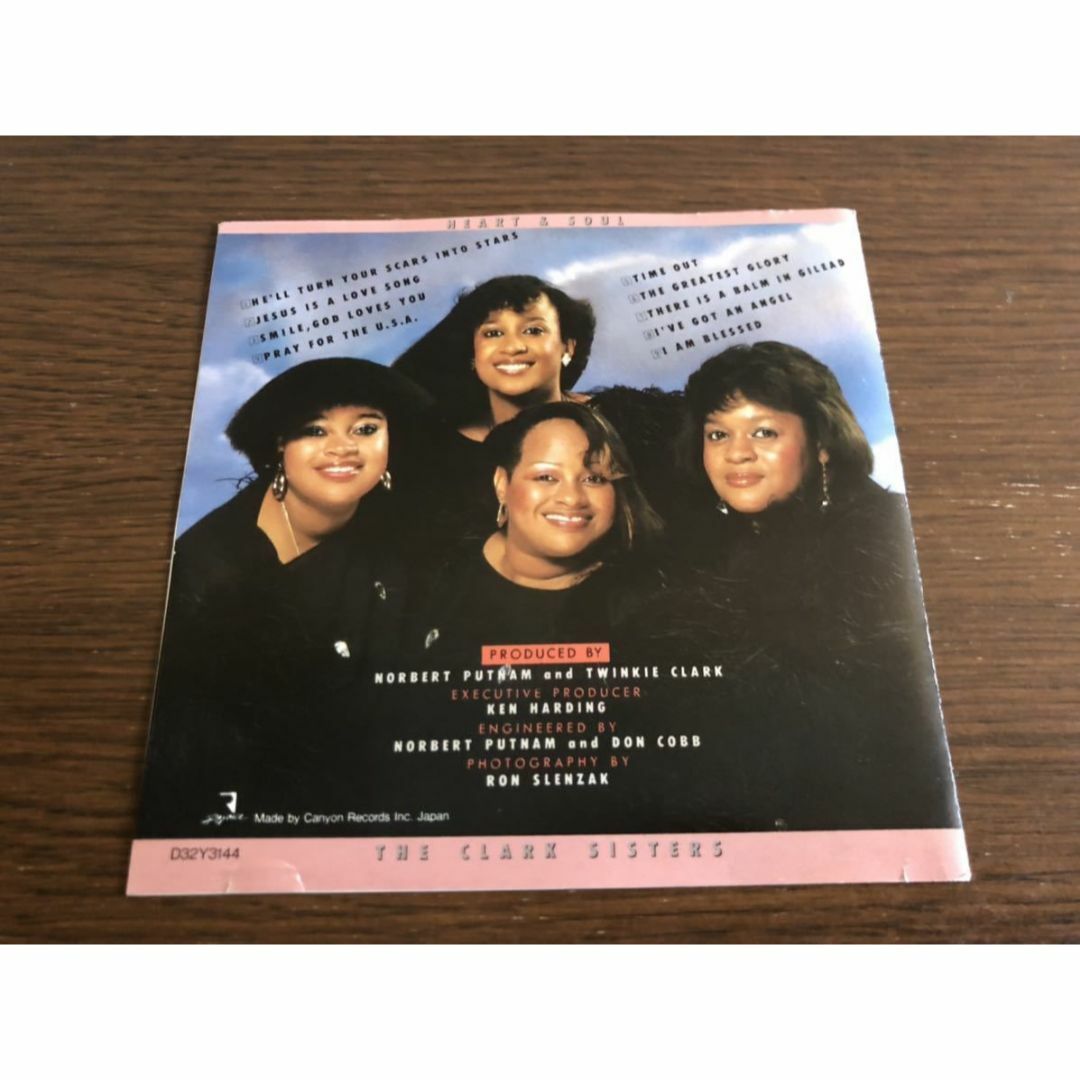 HEART & SOUL
HE'LL TURN YOUR SCARS INTO STARS
JESUS IS A LOVE SONG
SMILE, GOD LOVES YOU
PRAY FOR THE U.S.A.
TIME OUT
THE GREATEST GLORY
THERE IS A BALM IN GILEAD
I'VE GOT AN ANGEL
I AM BLESSED
PRODUCED BY
NORBERT PUTNAM and TWINKIE CLARK
EXECUTIVE PRODUCER
KEN HARDING
ENGINEERED BY
NORBERT PUTNAM and DON COBB
PHOTOGRAPHY BY
RON SLENZAK
Made by Canyon Records Inc. Japan
D32Y3144
THE CLARK SISTERS